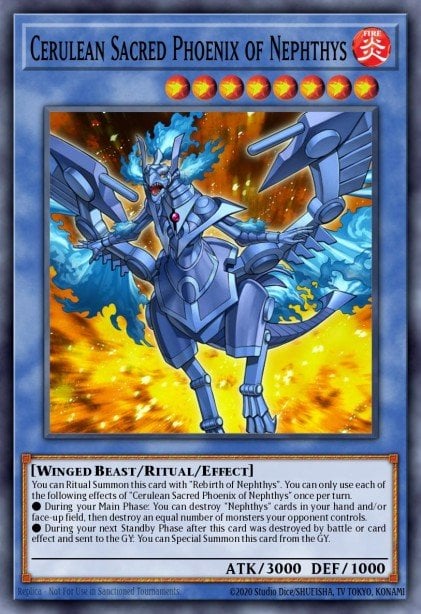 Cerulean Sacred Phoenix of Nephthys
FIRE
炎
[Winged Beast/Ritual/Effect]
You can Ritual Summon this card with "Rebirth of Nephthys". You can only use each of
the following effects of "Cerulean Sacred Phoenix of Nephthys" once per turn.
● During your Main Phase: You can destroy "Nephthys" cards in your hand and/or
face-up field, then destroy an equal number of monsters your opponent controls.
● During your next Standby Phase after this card was destroyed by battle or card
effect and sent to the GY: You can Special Summon this card from the GY.
ATK/3000 DEF/1000
Replica - Not For Use in Sanctioned Tournaments.
©2020 Studio Dice/SHUEISHA, TV TOKYO, KONAMI